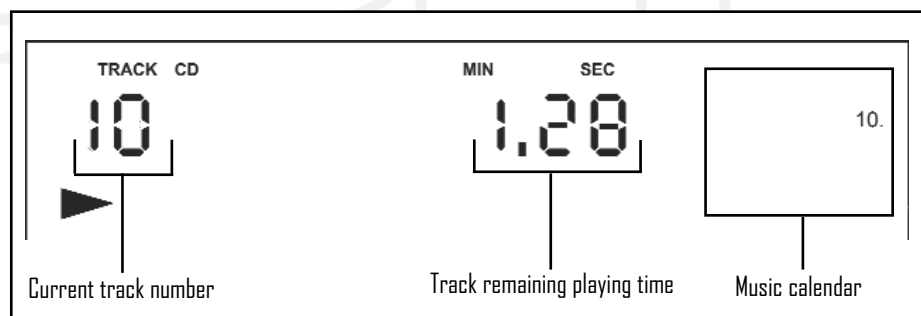 TRACK CD MIN SEC
10 1.28 10.
Current track number Track remaining playing time Music calendar